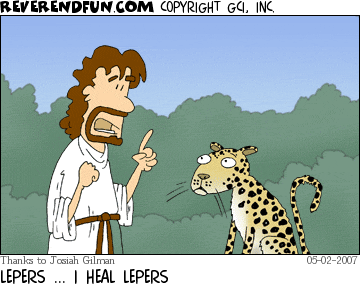 REVERENDFUN.COM COPYRIGHT GCI, INC.
Thanks to Josiah Gilman 05-02-2007
LEPERS ... I HEAL LEPERS